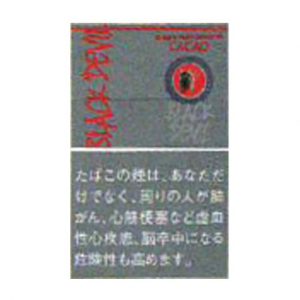 BLACK DEVIL
CACAO
BLACK
DEVIL
たばこの煙は、あなただ
けでなく、周りの人が肺
がん、心筋梗塞など虚血
性心疾患、脳卒中になる
危険性も高めます。